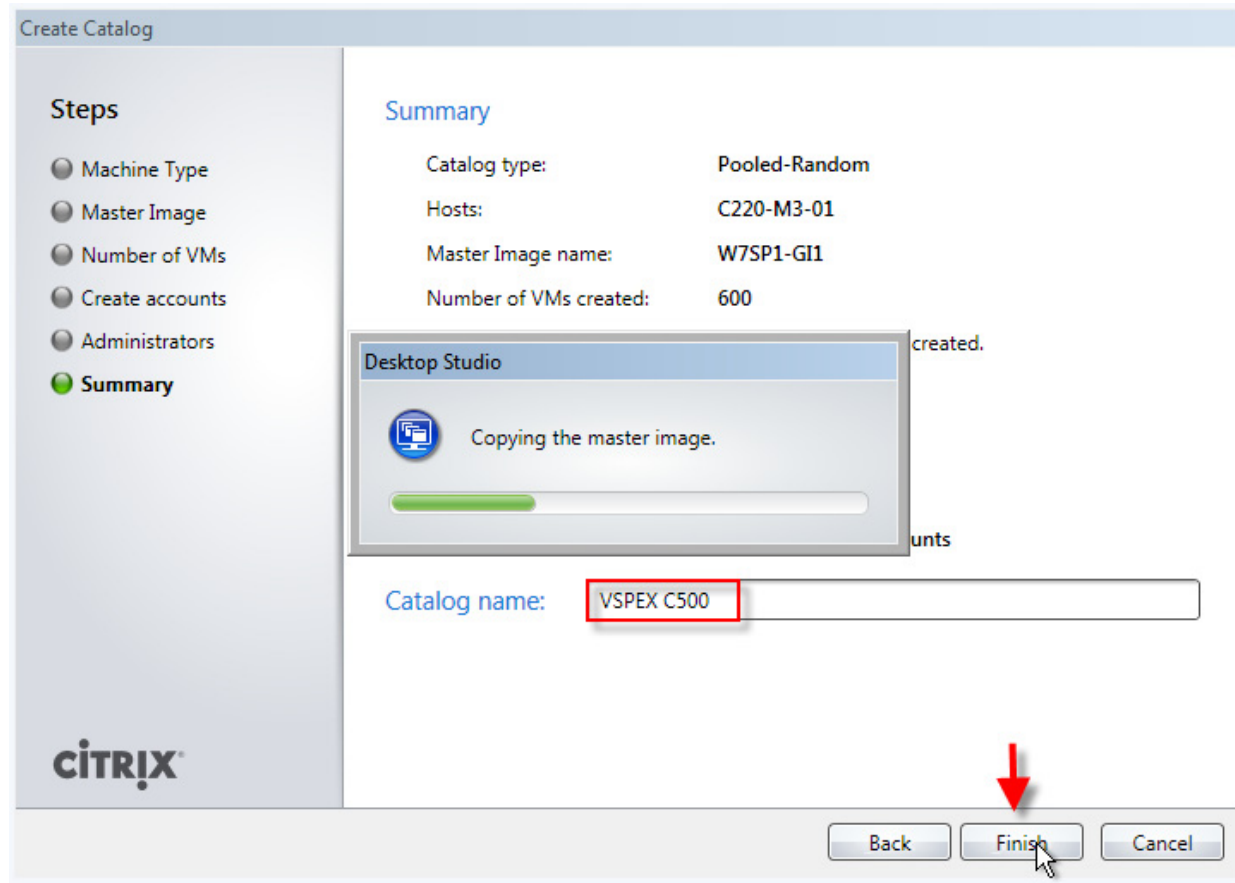 Create Catalog
Steps
Machine Type
Master Image
Number of VMs
Create accounts
Administrators
Summary
CİTRỊX
Summary
Catalog type: Pooled-Random
Hosts: C220-M3-01
Master Image name: W7SP1-GI1
Number of VMs created: 600
created.
Desktop Studio
Copying the master image.
unts
Catalog name: VSPEX C500
Back Finish Cancel